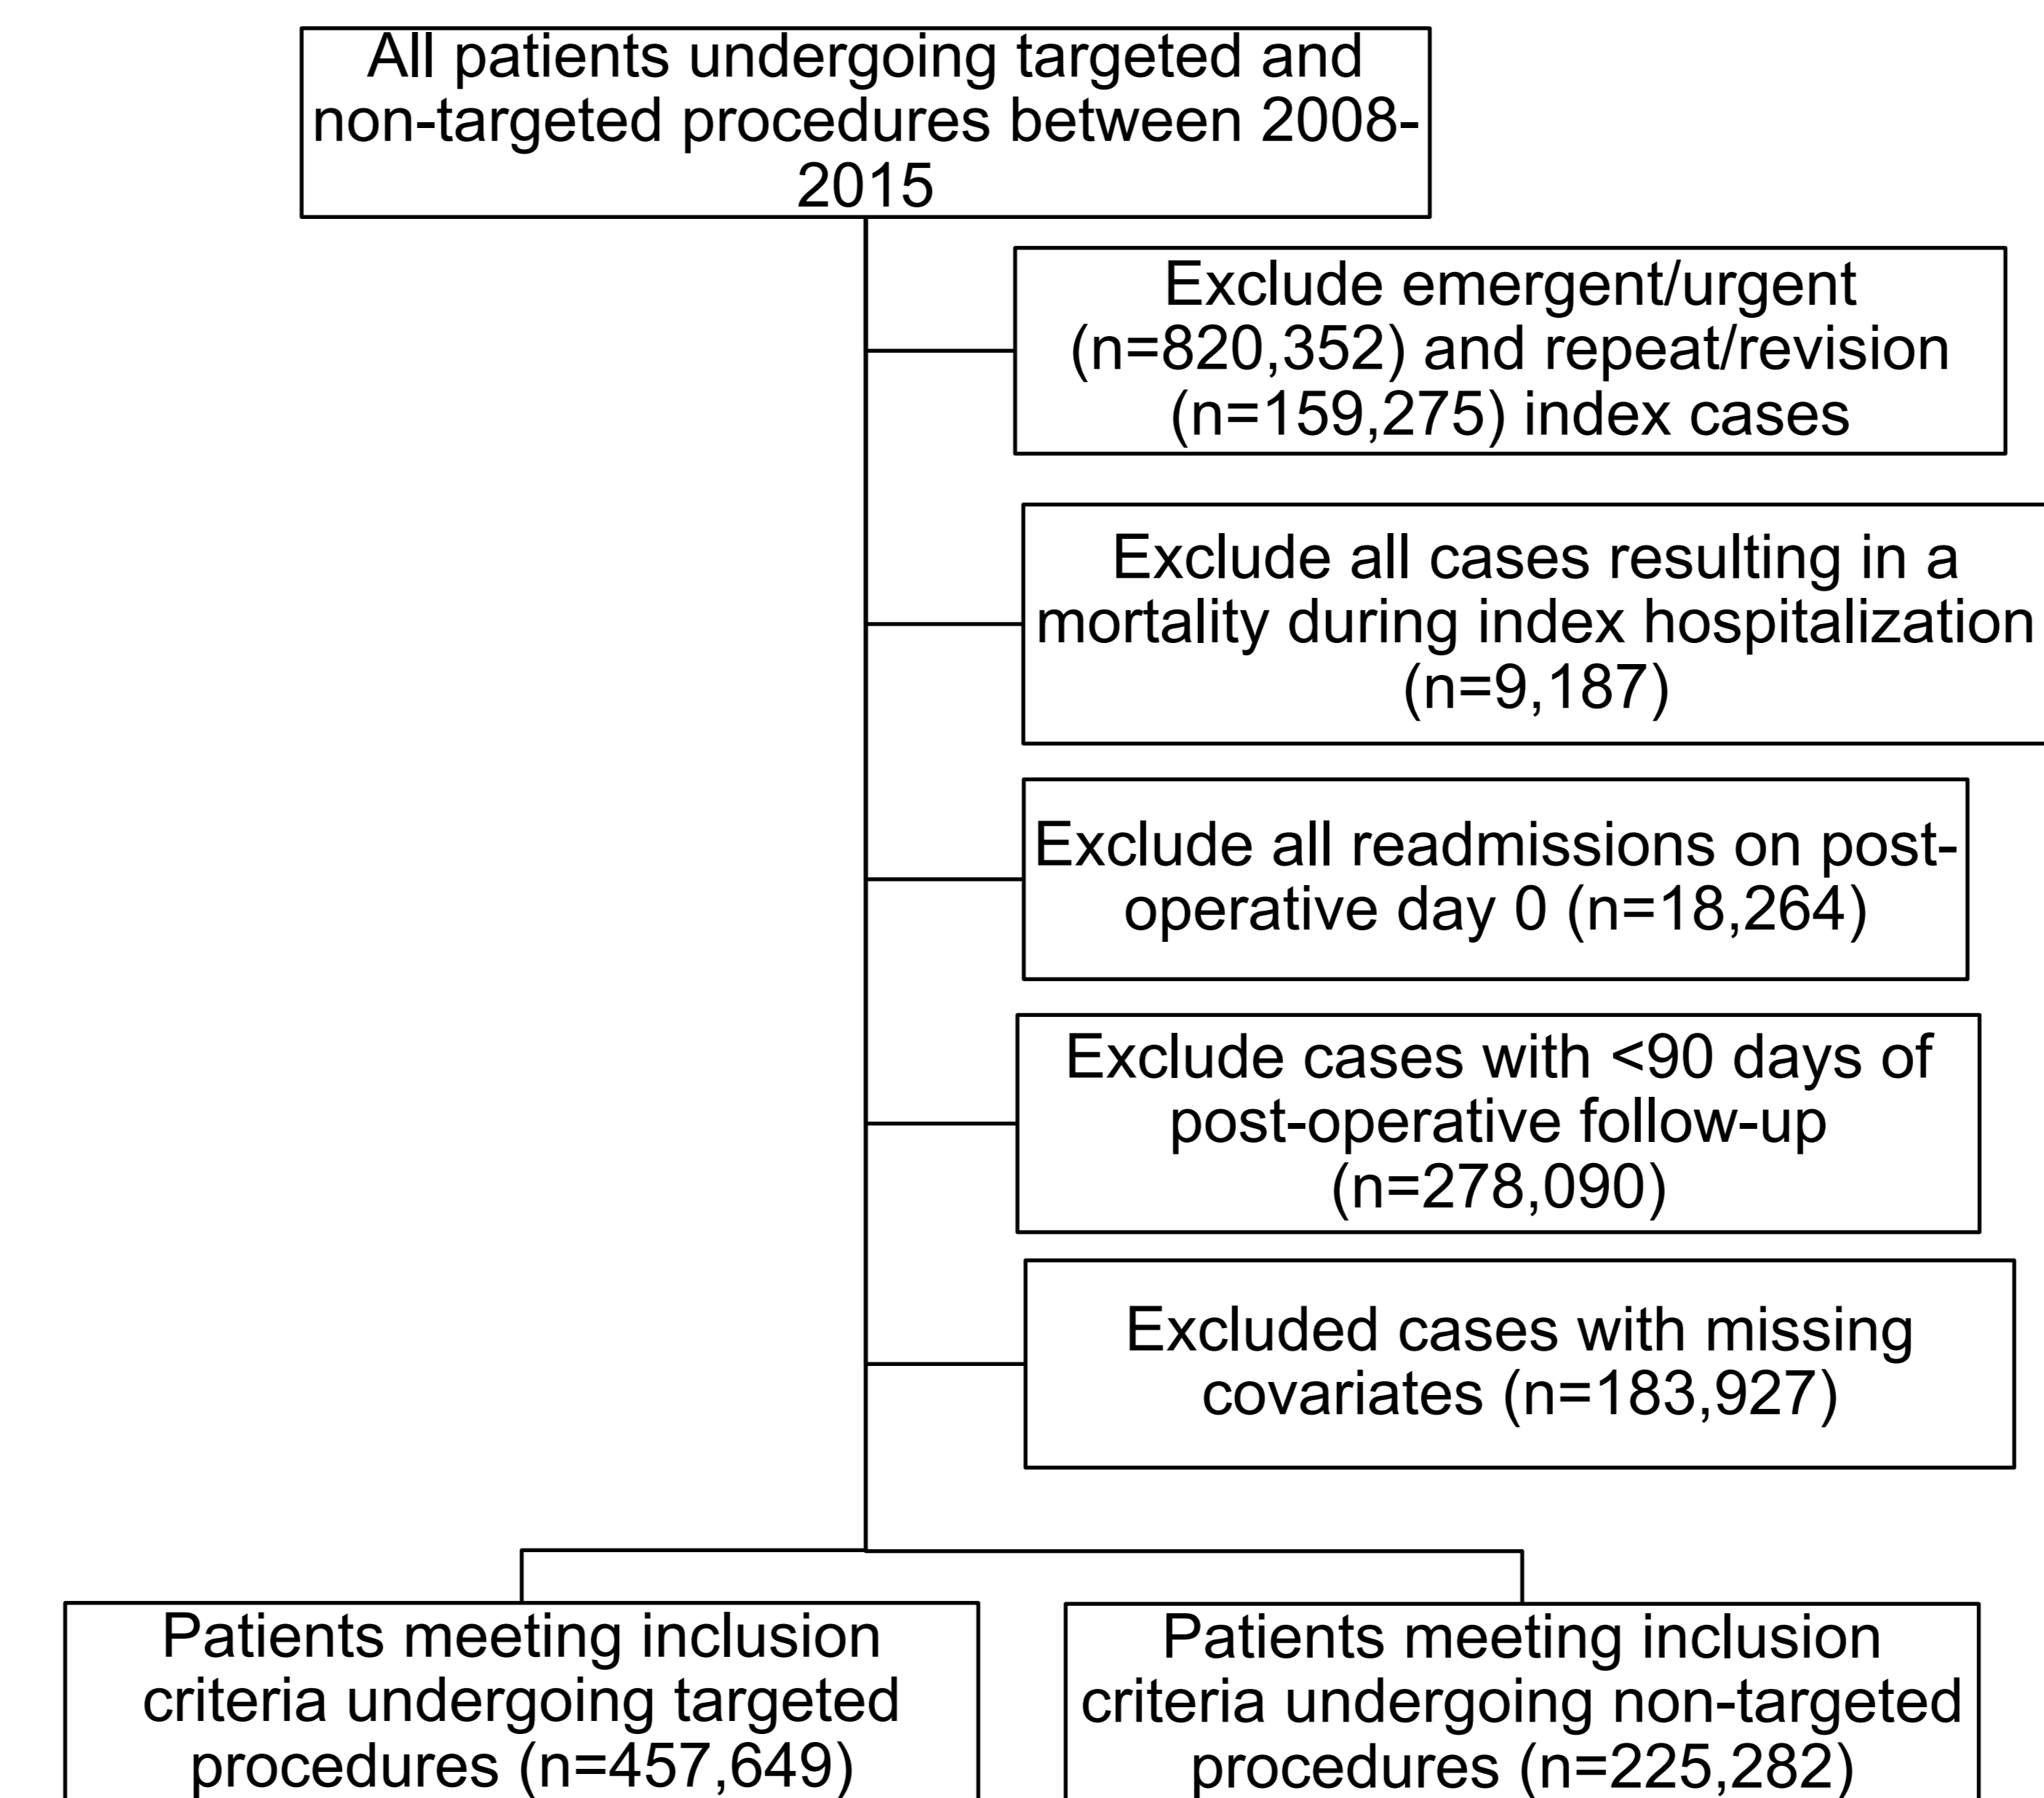 All patients undergoing targeted and
non-targeted procedures between 2008-
2015
Exclude emergent/urgent
(n=820,352) and repeat/revision
(n=159,275) index cases
Exclude all cases resulting in a
mortality during index hospitalization
(n=9,187)
Exclude all readmissions on post-
operative day 0 (n=18,264)
Exclude cases with <90 days of
post-operative follow-up
(n=278,090)
Excluded cases with missing
covariates (n=183,927)
Patients meeting inclusion
criteria undergoing targeted
procedures (n=457,649)
Patients meeting inclusion
criteria undergoing non-targeted
procedures (n=225,282)